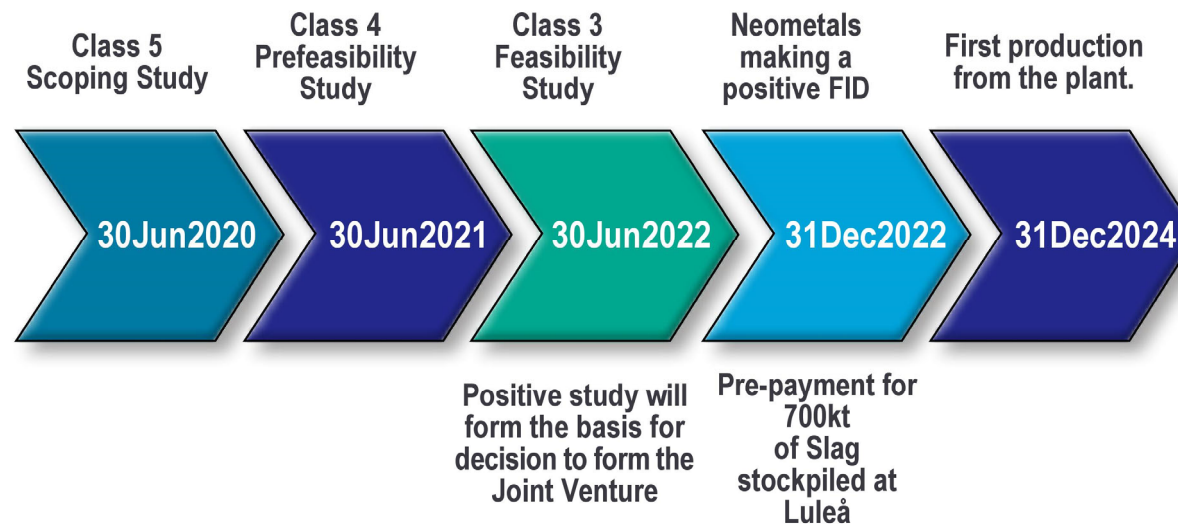 Class 5
Scoping Study
Class 4
Prefeasibility
Study
Class 3
Feasibility
Study
Neometals
making a
positive FID
First production
from the plant.
30Jun2020
30Jun2021
30Jun2022
31Dec2022
31Dec2024
Positive study will
form the basis for
decision to form the
Joint Venture
Pre-payment for
700kt
of Slag
stockpiled at
Luleå